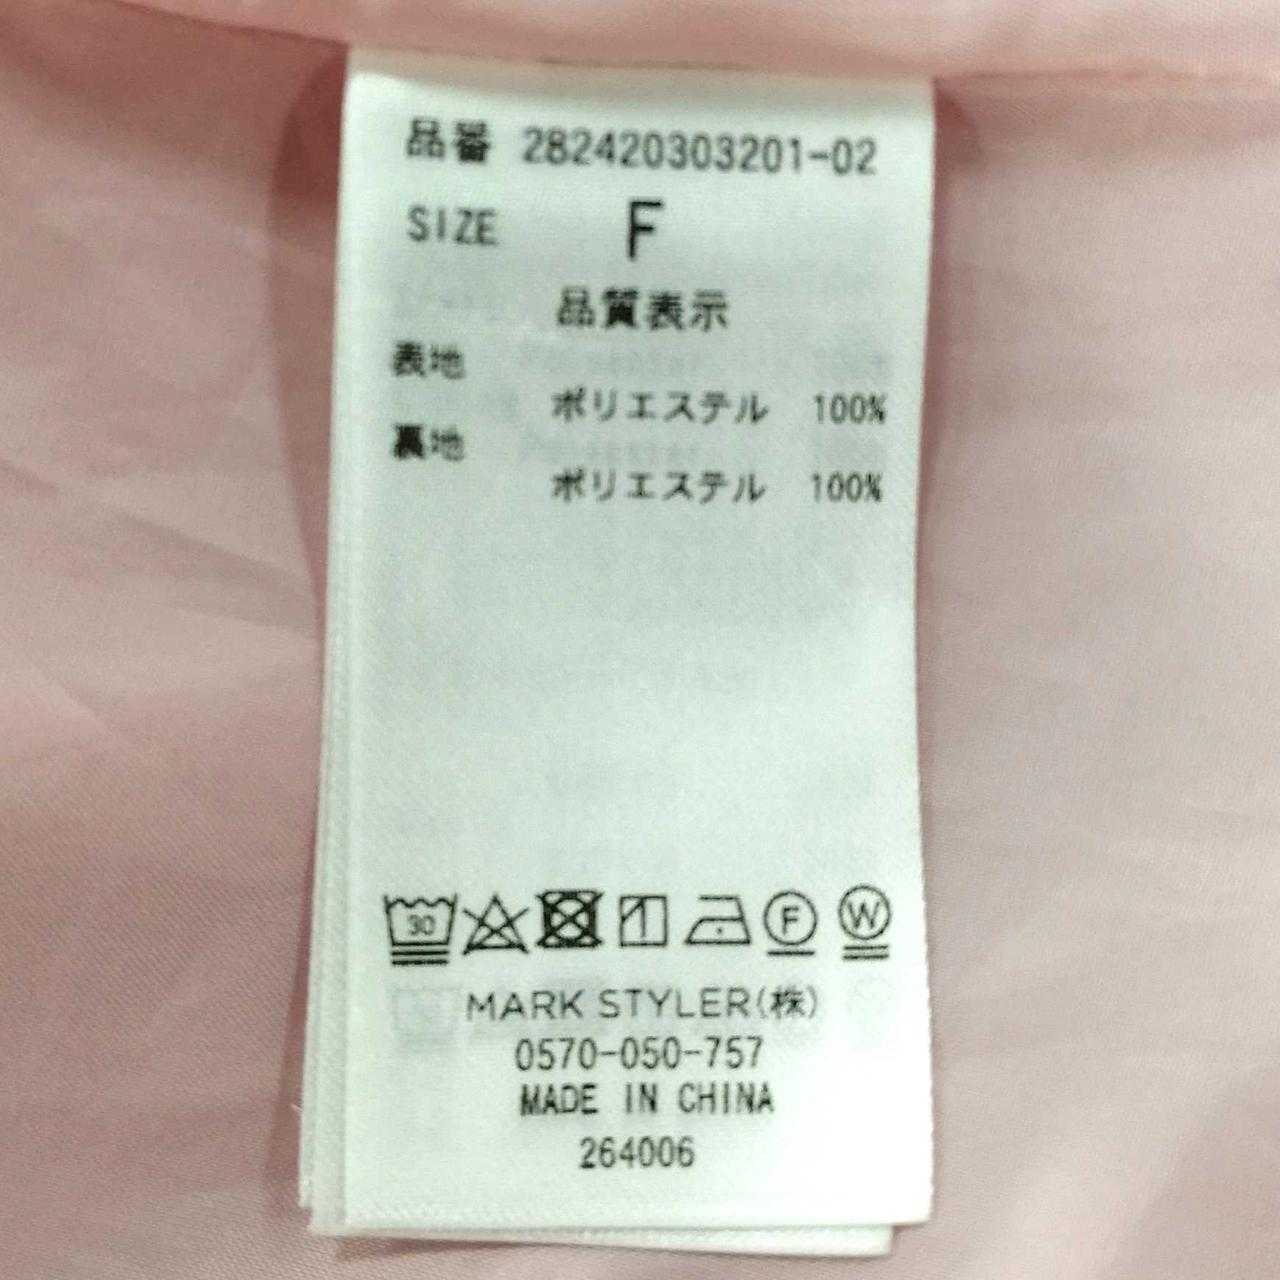 品番 282420303201-02
SIZE F
品質表示
表地
ポリエステル 100%
裏地
ポリエステル 100%
30 F W
MARK STYLER(株)
0570-050-757
MADE IN CHINA
264006